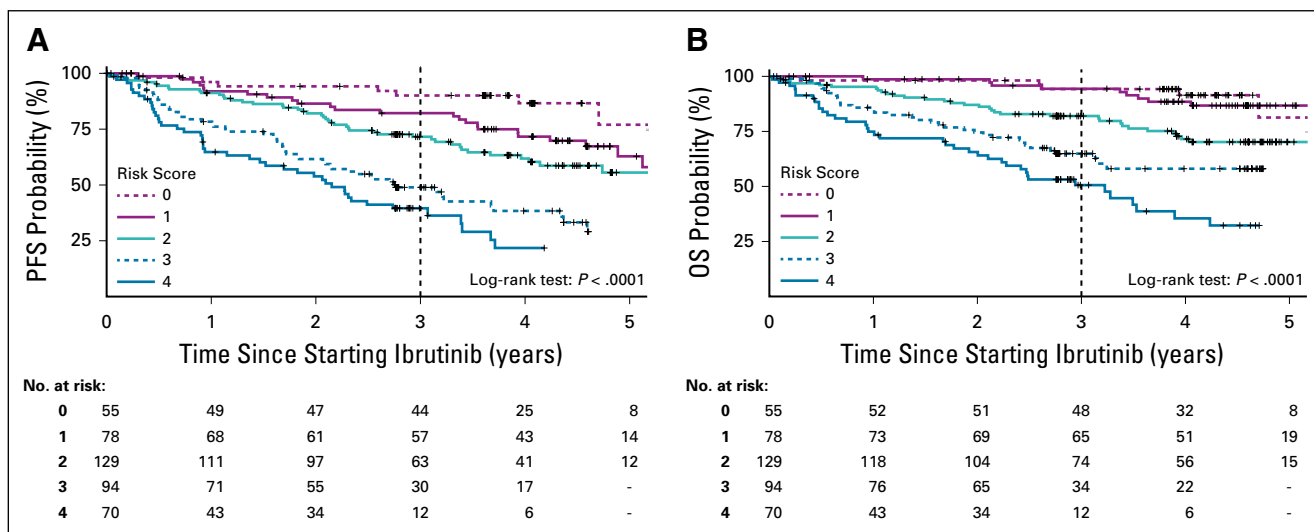 A
PFS Probability (%)
100
75
50
25
Risk Score
0
1
2
3
4
Log-rank test: P < .0001
0 1 2 3 4 5
Time Since Starting Ibrutinib (years)
No. at risk:
0 55 49 47 44 25 8
1 78 68 61 57 43 14
2 129 111 97 63 41 12
3 94 71 55 30 17 -
4 70 43 34 12 6 -
B
OS Probability (%)
100
75
50
25
Risk Score
0
1
2
3
4
Log-rank test: P < .0001
0 1 2 3 4 5
Time Since Starting Ibrutinib (years)
No. at risk:
0 55 52 51 48 32 8
1 78 73 69 65 51 19
2 129 118 104 74 56 15
3 94 76 65 34 22 -
4 70 43 34 12 6 -